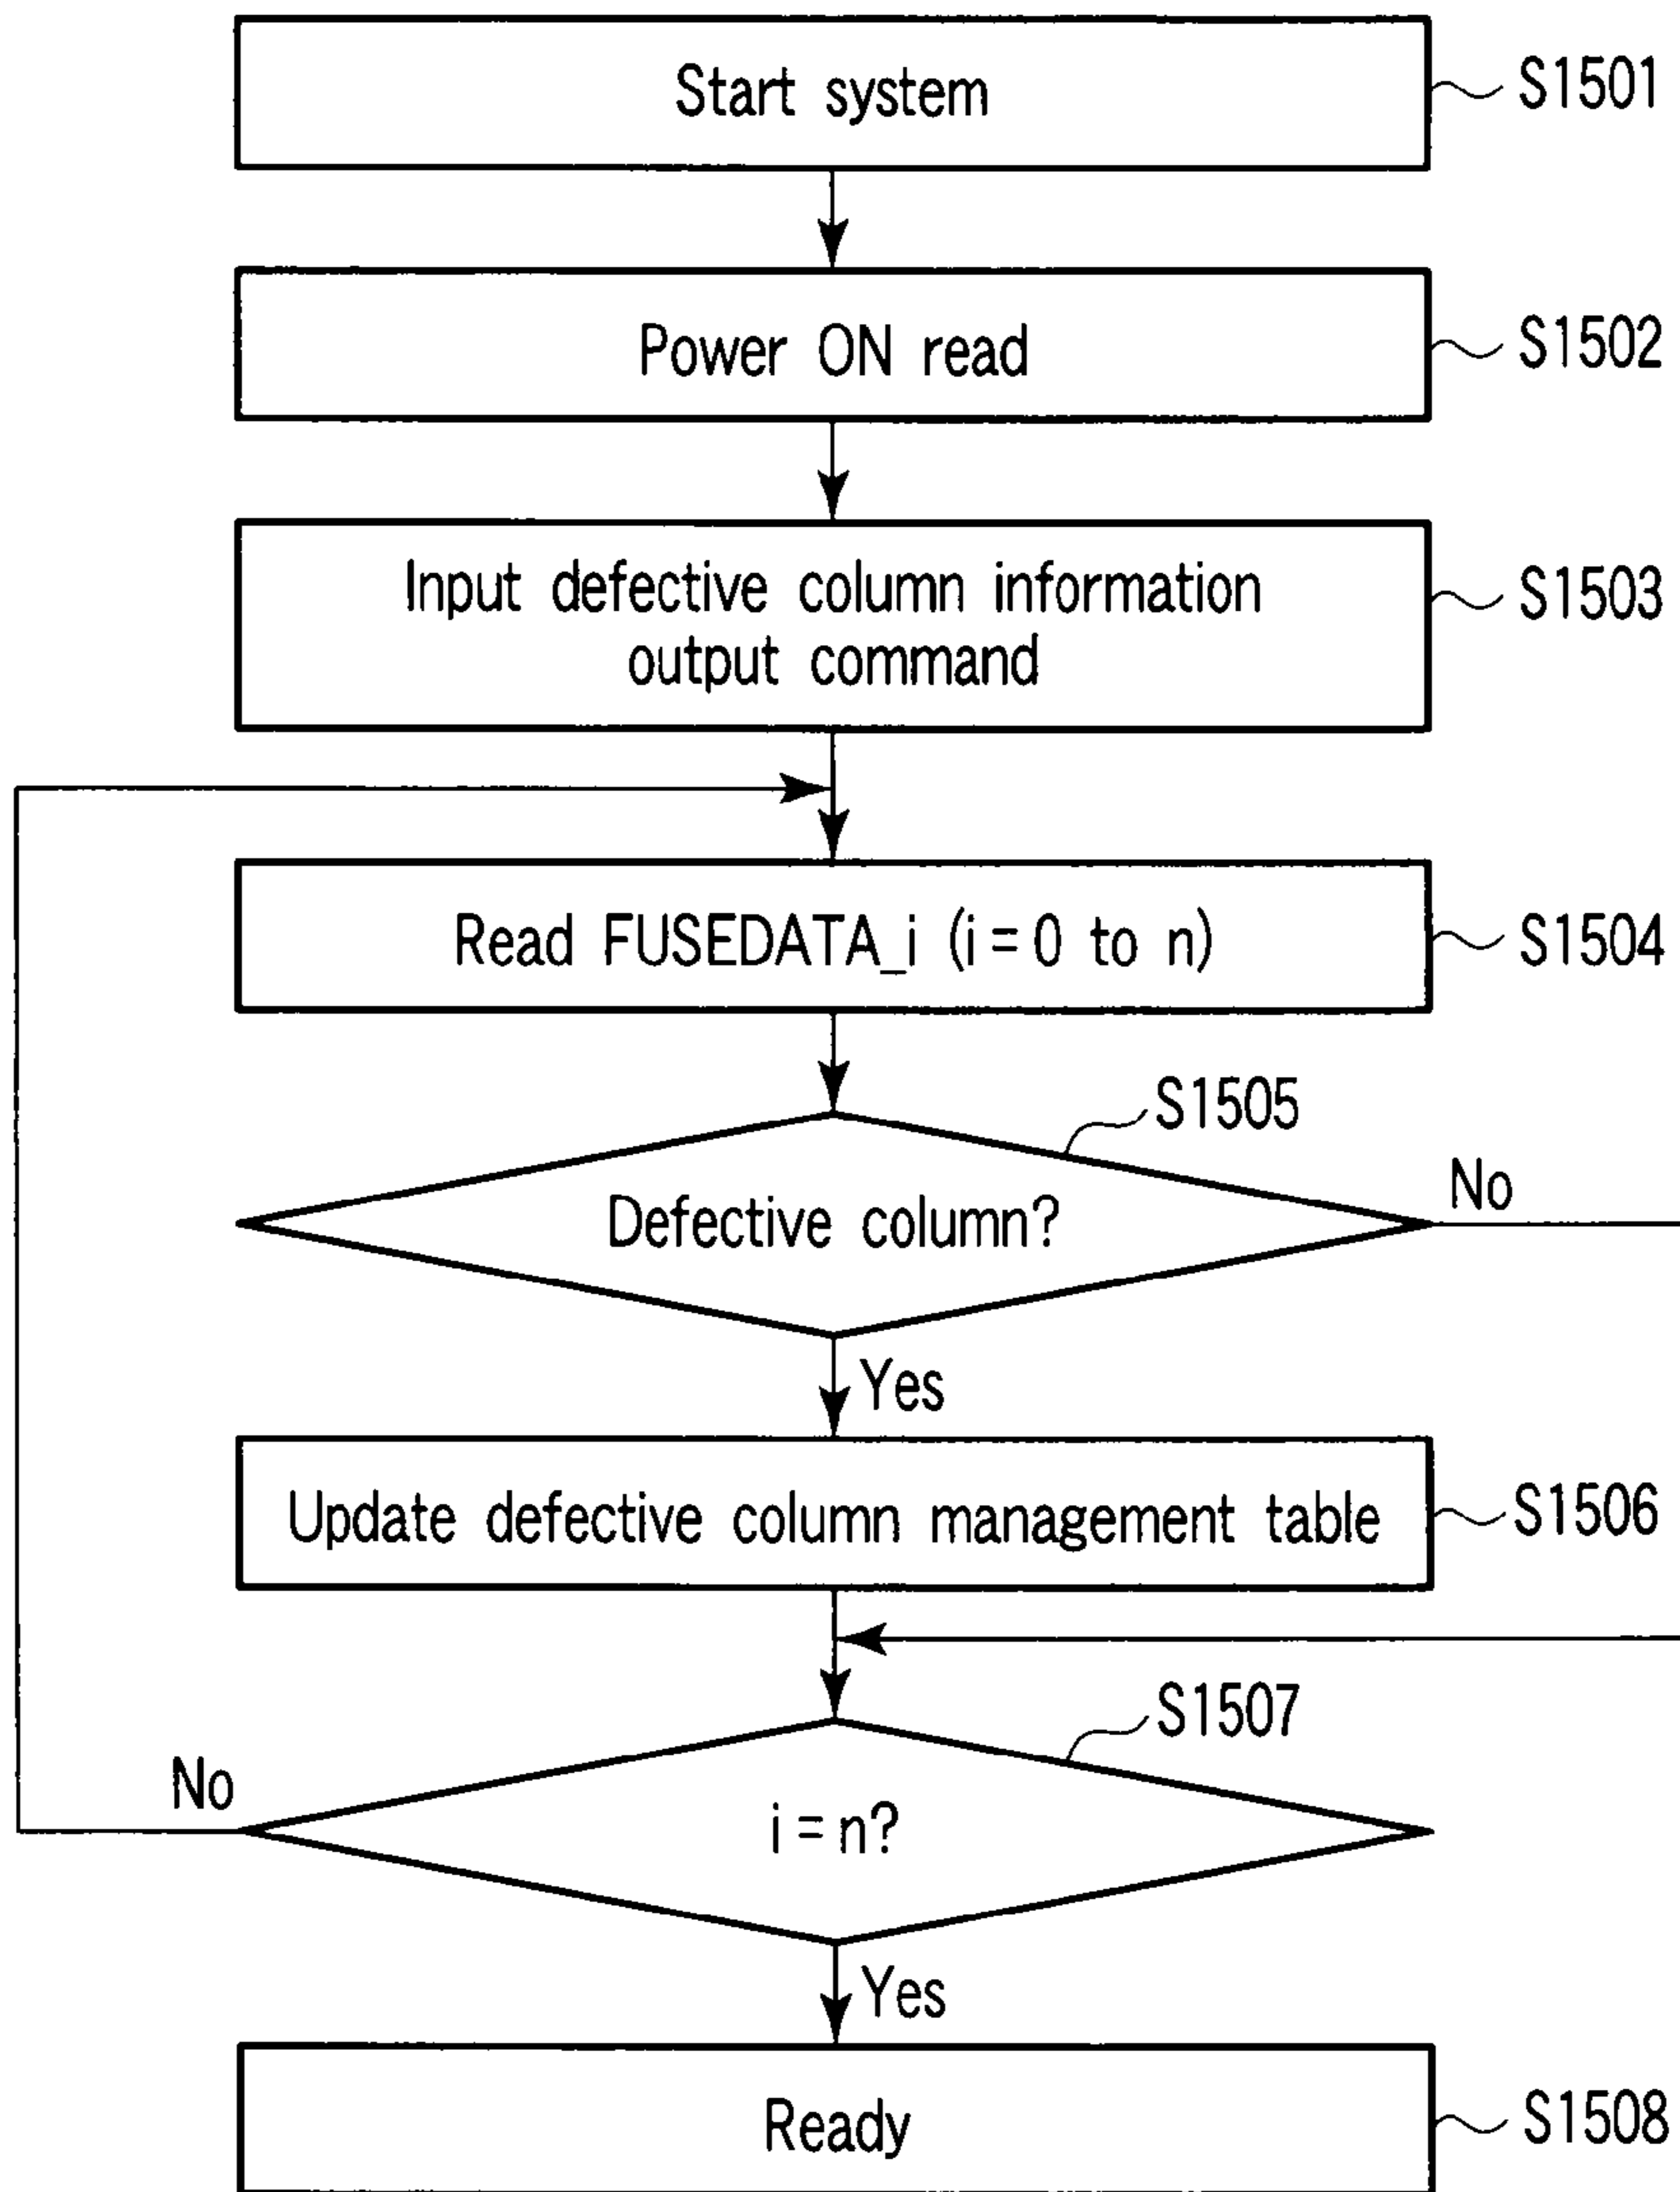 Start system
S1501
Power ON read
S1502
Input defective column information
output command
S1503
Read FUSEDATA_i (i = 0 to n)
S1504
S1505
Defective column?
No
Yes
Update defective column management table
S1506
S1507
No
i = n?
Yes
Ready
S1508